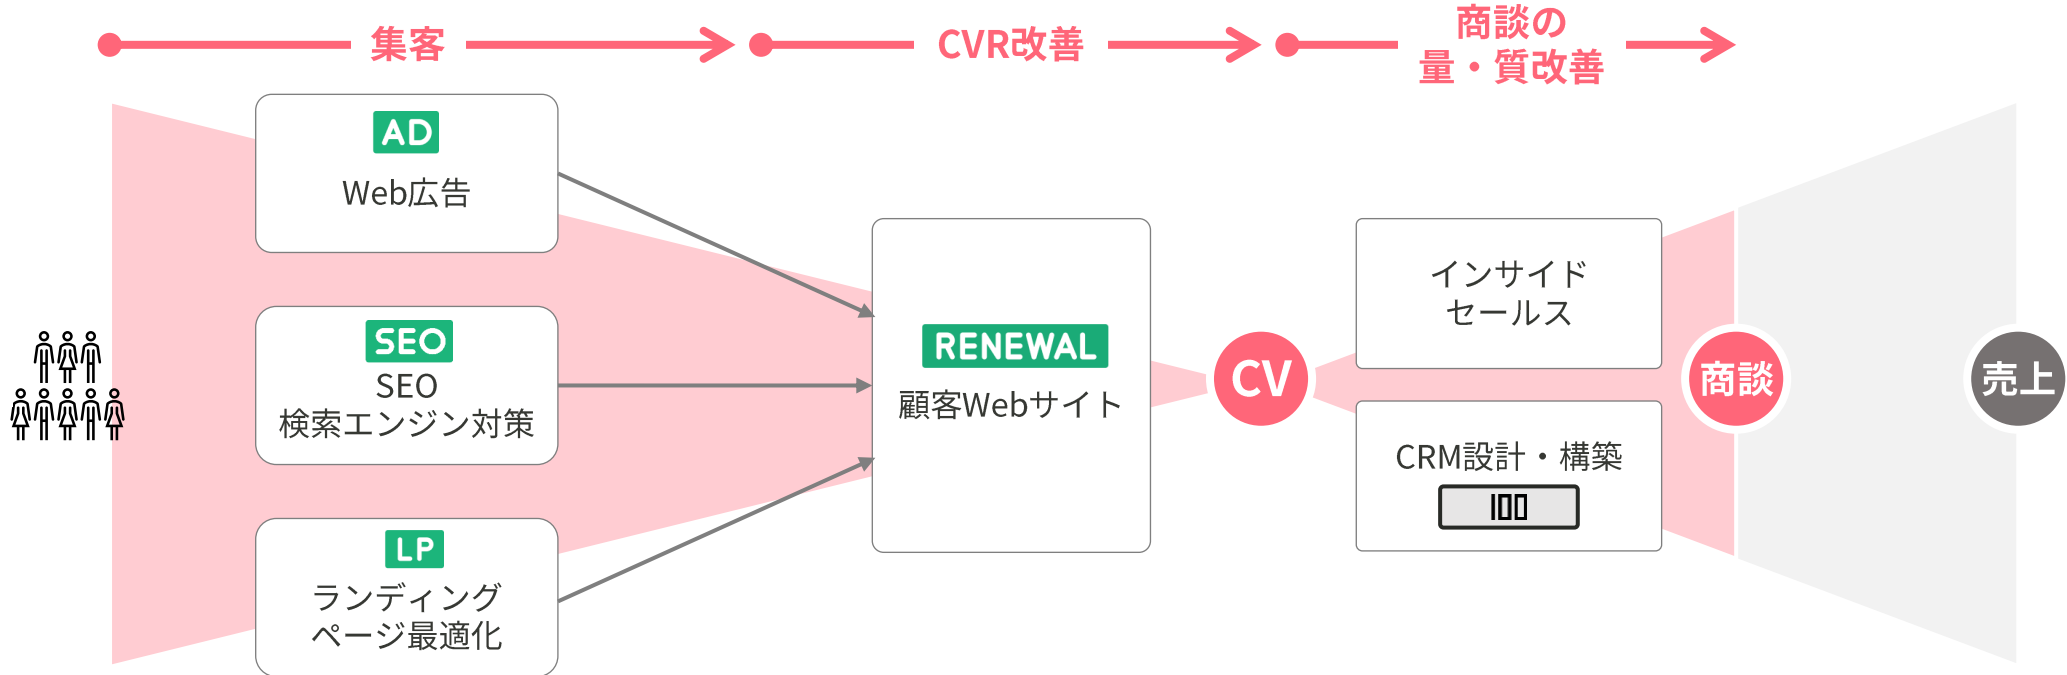 集客
CVR改善
商談の
量・質改善
AD
Web広告
SEO
SEO
検索エンジン対策
LP
ランディング
ページ最適化
RENEWAL
顧客Webサイト
CV
インサイド
セールス
CRM設計・構築
100
商談
売上